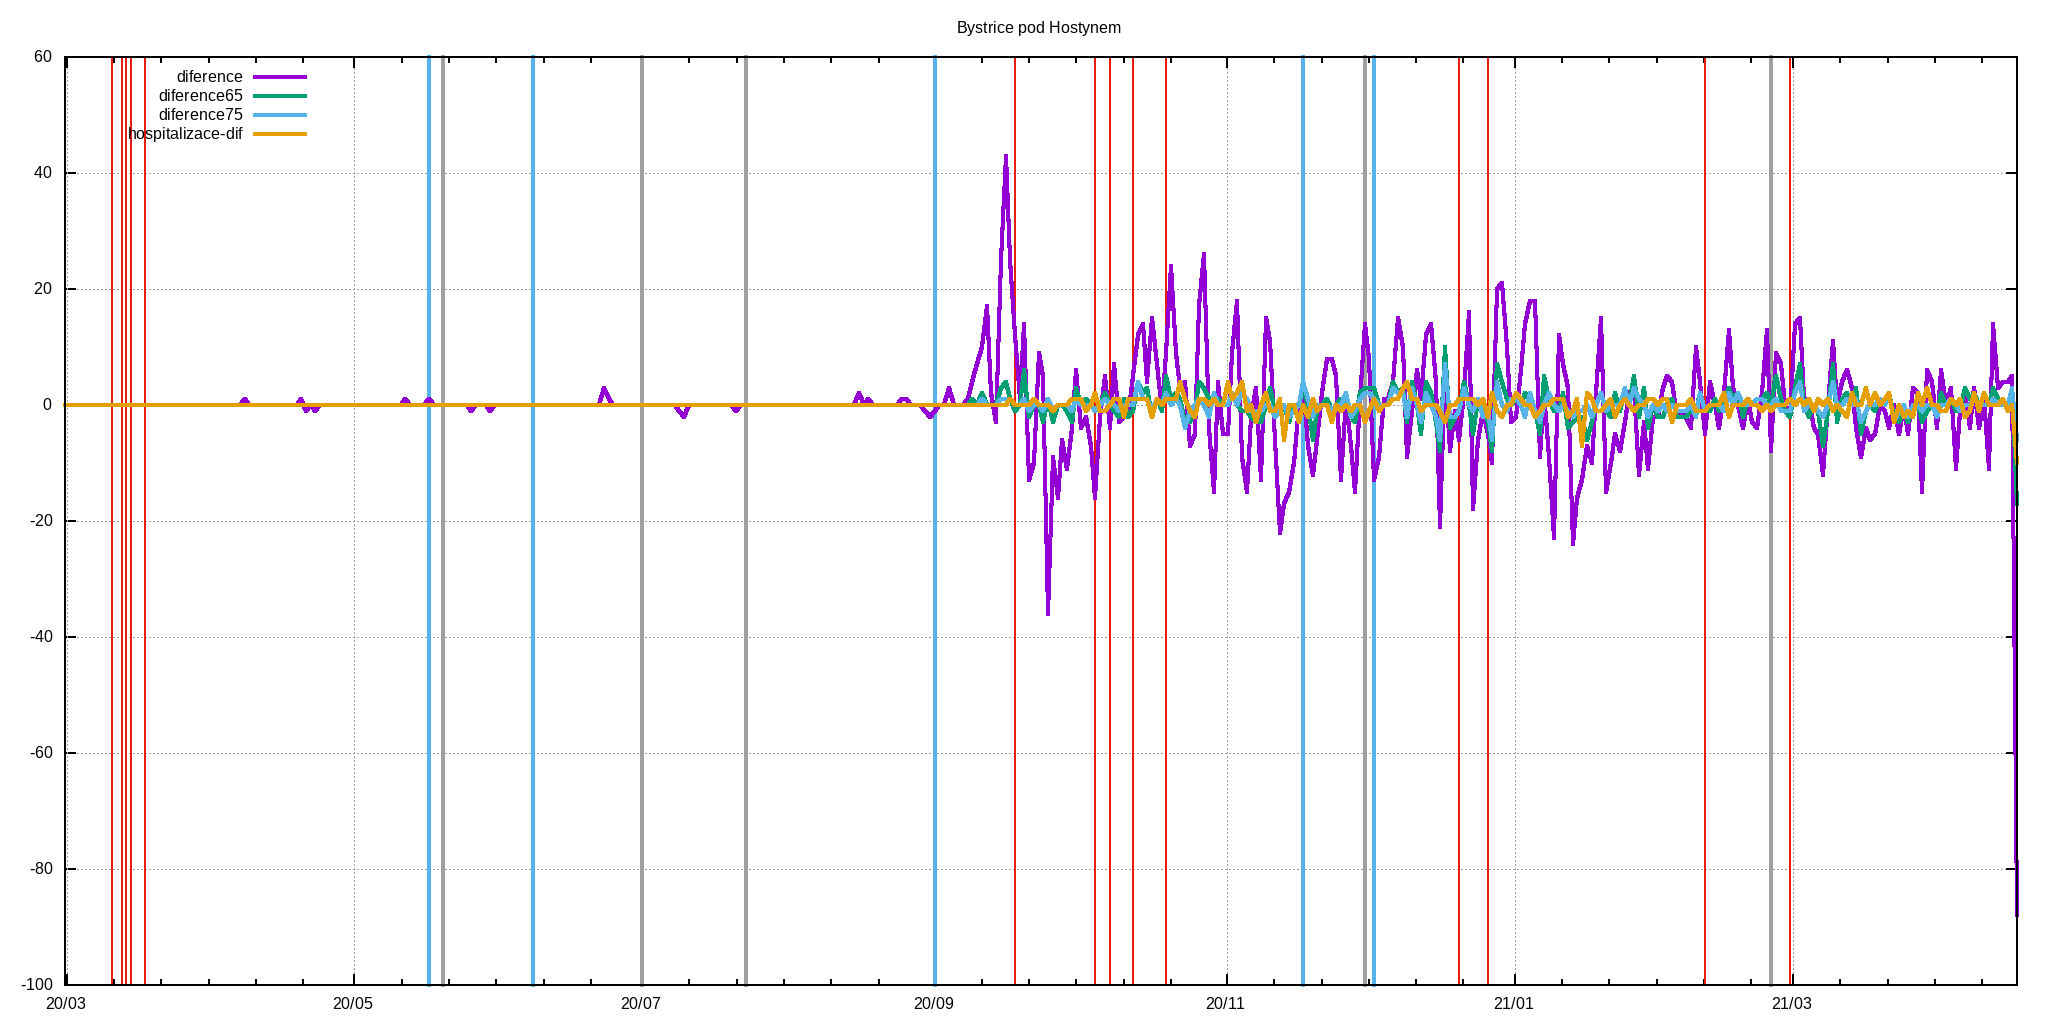 Bystrice pod Hostynem
60
40
20
0
-20
-40
-60
-80
-100
diference
diference65
diference75
hospitalizace-dif
20/03 20/05 20/07 20/09 20/11 21/01 21/03